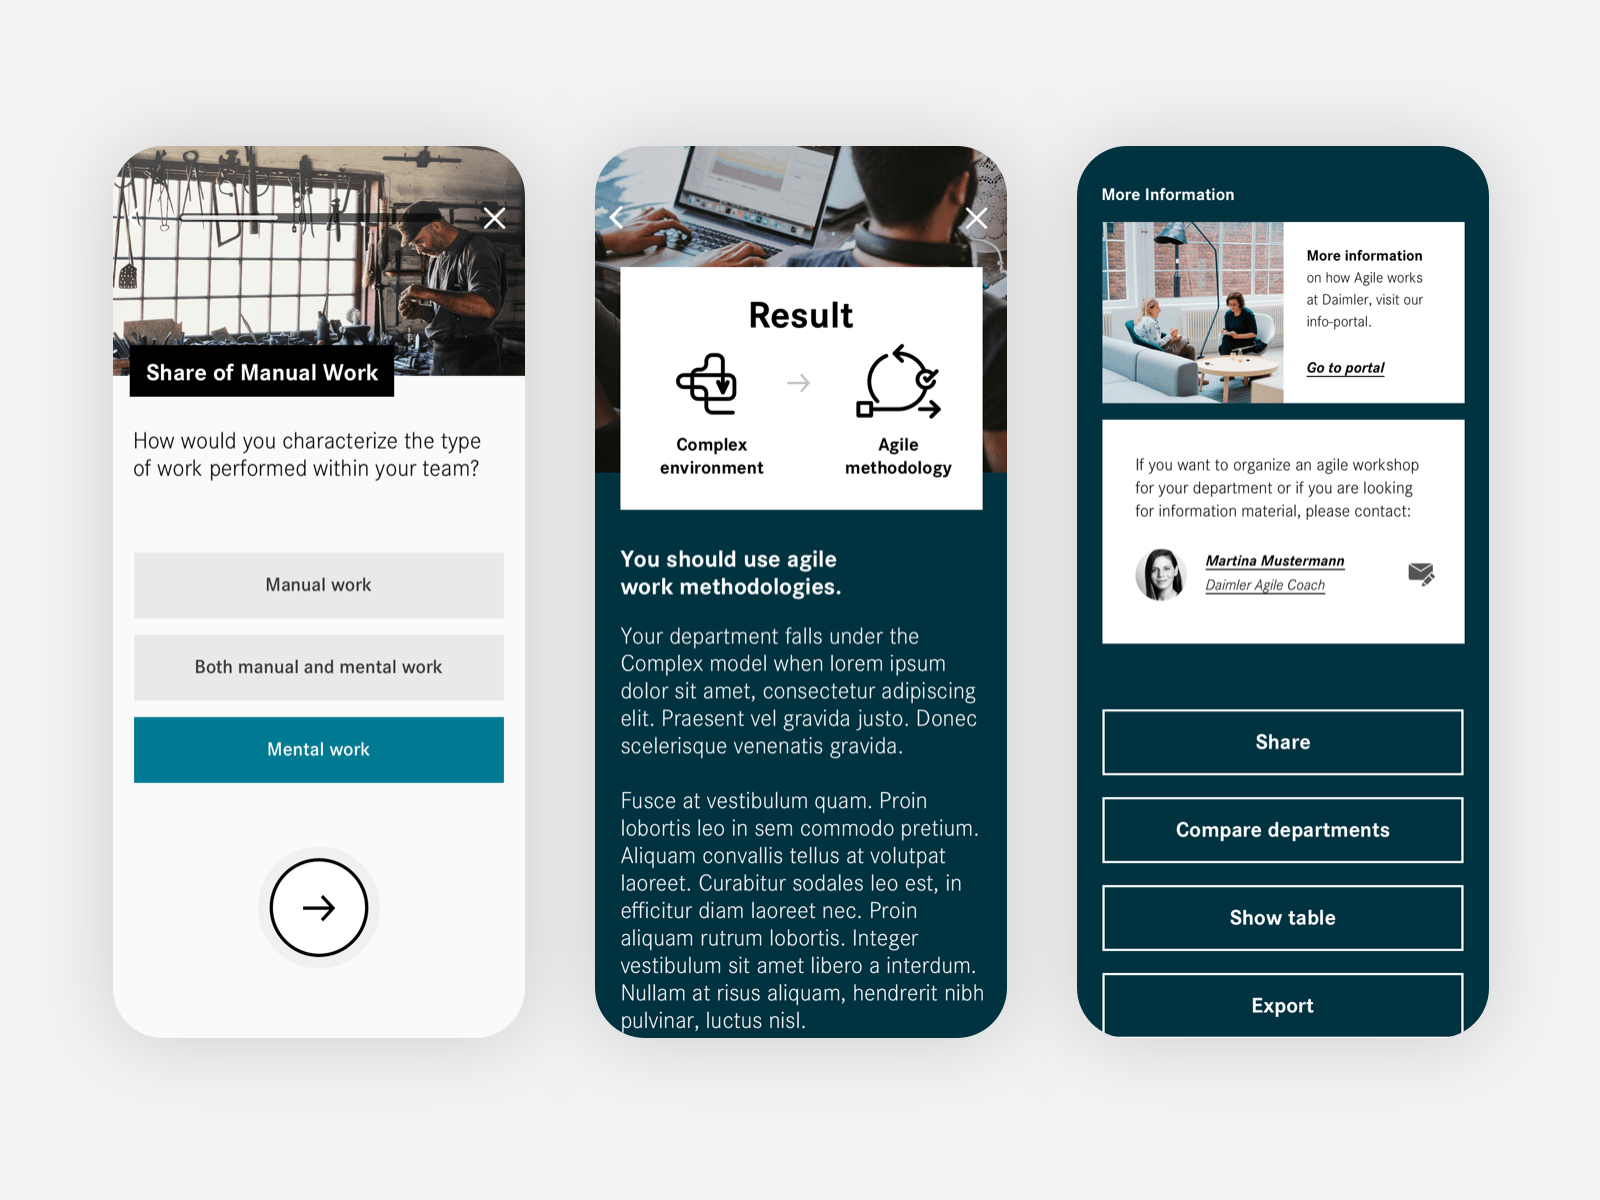 Share of Manual Work
How would you characterize the type
of work performed within your team?
Manual work
Both manual and mental work
Mental work
Result
Complex
environment
Agile
methodology
You should use agile
work methodologies.
Your department falls under the
Complex model when lorem ipsum
dolor sit amet, consectetur adipiscing
elit. Praesent vel gravida justo. Donec
scelerisque venenatis gravida.
Fusce at vestibulum quam. Proin
lobortis leo in sem commodo pretium.
Aliquam convallis tellus at volutpat
laoreet. Curabitur sodales leo est, in
efficitur diam laoreet nec. Proin
aliquam rutrum lobortis. Integer
vestibulum sit amet libero a interdum.
Nullam at risus aliquam, hendrerit nibh
pulvinar, luctus nisl.
More Information
More information
on how Agile works
at Daimler, visit our
info-portal.
Go to portal
If you want to organize an agile workshop
for your department or if you are looking
for information material, please contact:
Martina Mustermann
Daimler Agile Coach
Share
Compare departments
Show table
Export